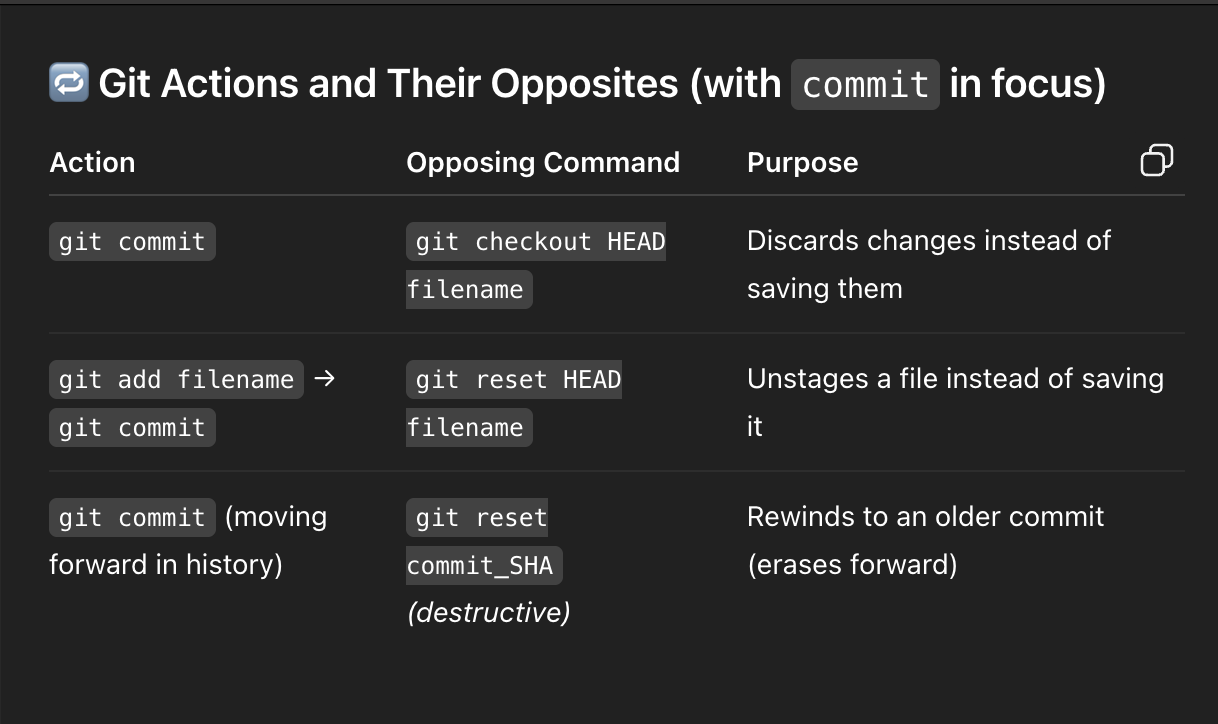 🔁 Git Actions and Their Opposites (with commit in focus)
Action Opposing Command Purpose
git commit git checkout HEAD Discards changes instead of
filename saving them
git add filename → git reset HEAD Unstages a file instead of saving
git commit filename it
git commit (moving git reset Rewinds to an older commit
forward in history) commit_SHA (erases forward)
(destructive)